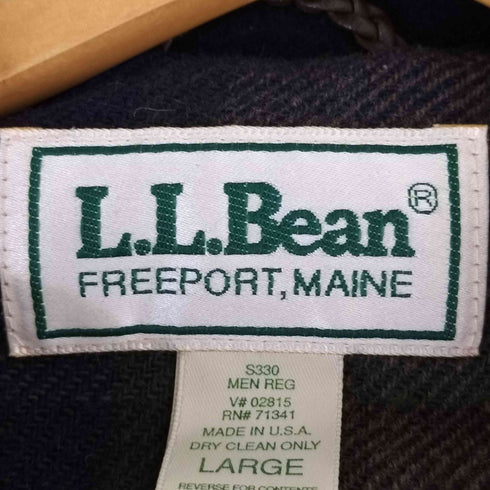 L.L.Bean®
FREEPORT, MAINE
S330
MEN REG
V# 02815
RN# 71341
MADE IN U.S.A.
DRY CLEAN ONLY
LARGE
REVERSE FOR CONTENTS